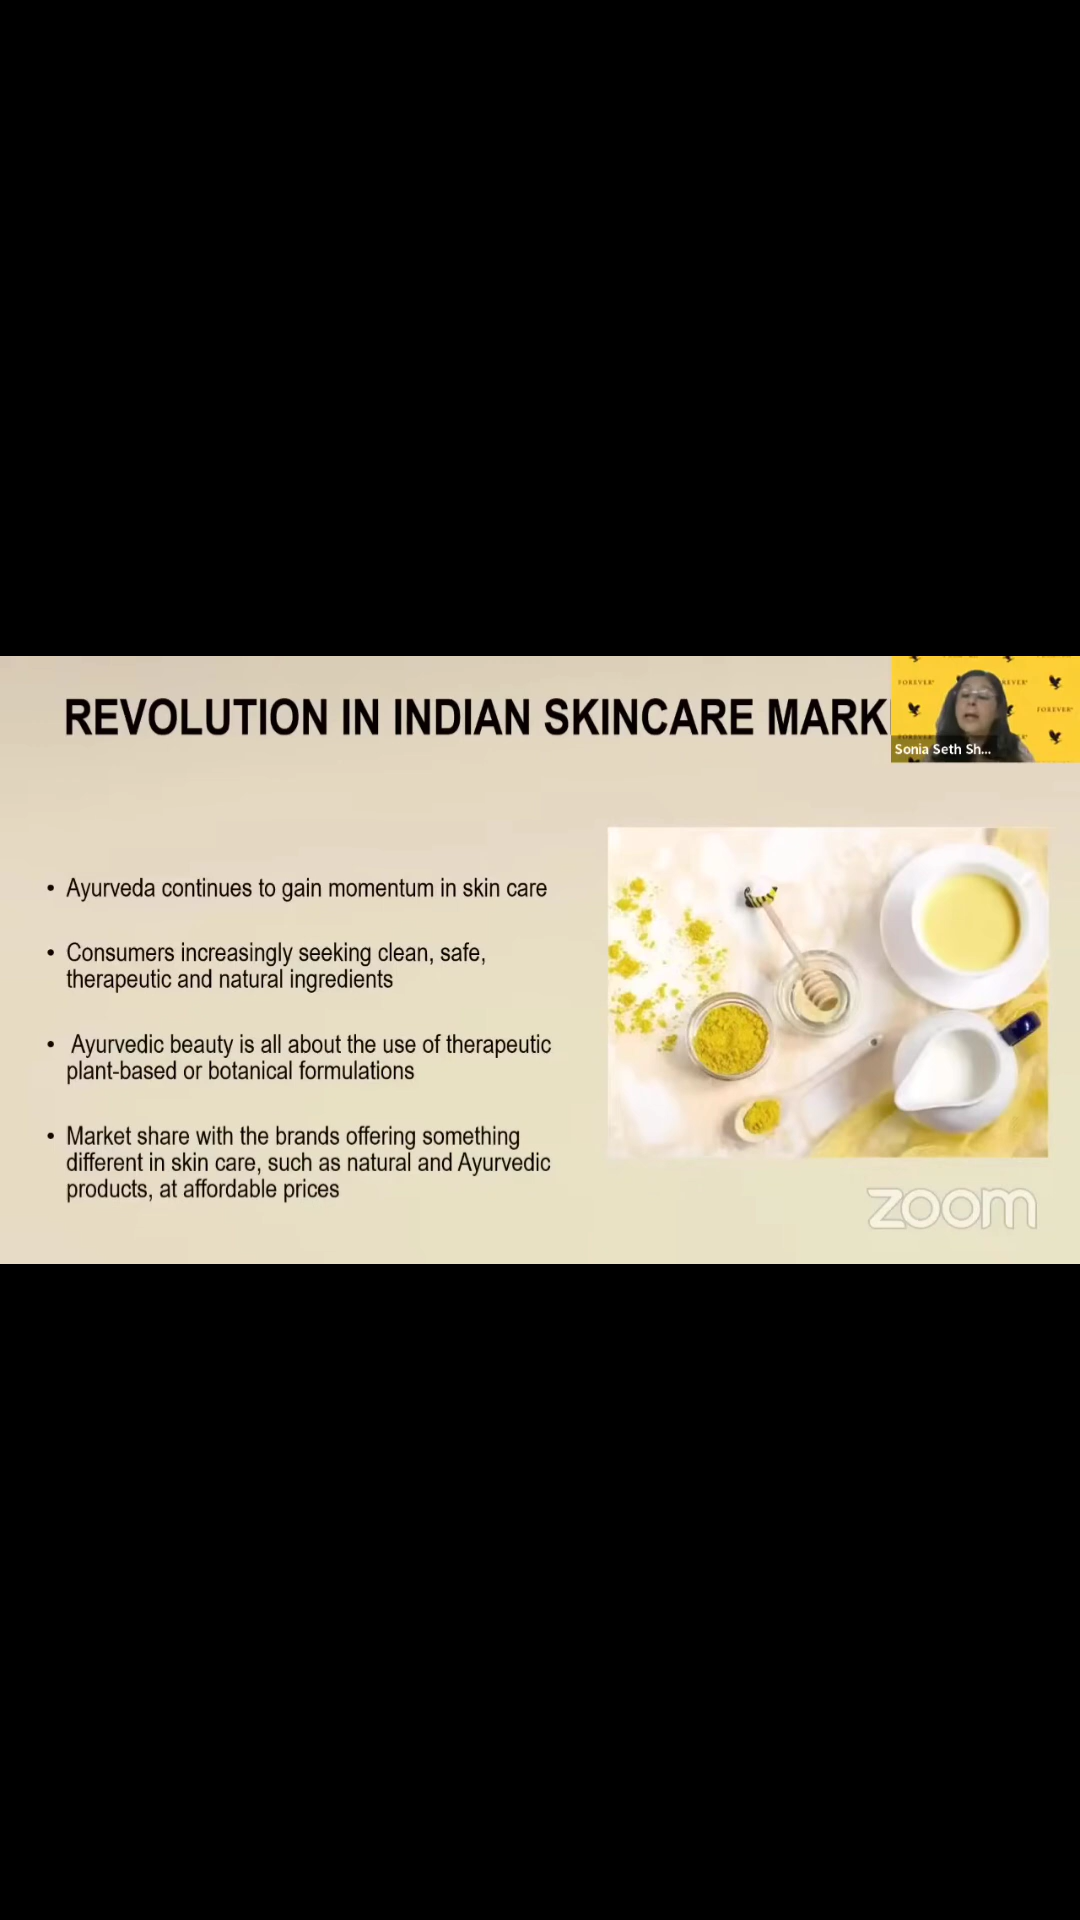 REVOLUTION IN INDIAN SKINCARE MARK
FOREVER
FOREVER
Sonia Seth Sh...
• Ayurveda continues to gain momentum in skin care
• Consumers increasingly seeking clean, safe,
therapeutic and natural ingredients
• Ayurvedic beauty is all about the use of therapeutic
plant-based or botanical formulations
• Market share with the brands offering something
different in skin care, such as natural and Ayurvedic
products, at affordable prices
zoom